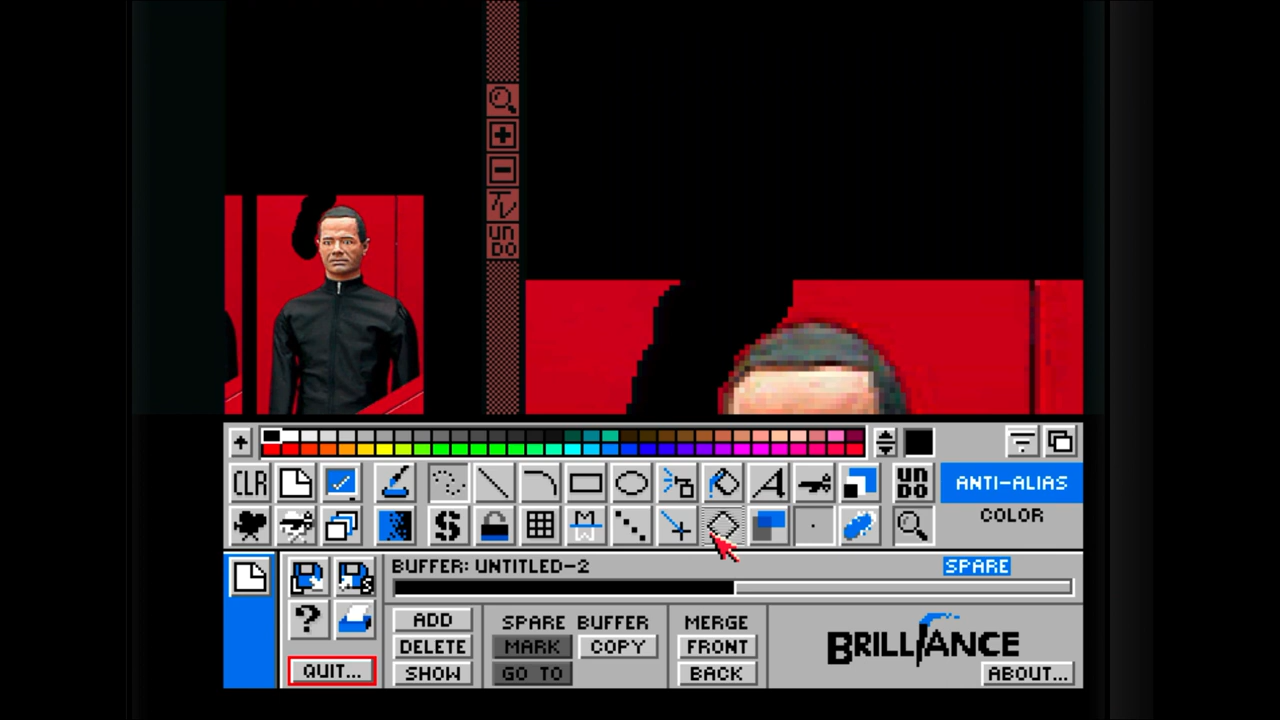 TV
UN
DO
CLR
A
UN
DO
ANTI-ALIAS
COLOR
$
M
BUFFER: UNTITLED-2
SPARE
S
?
ADD
SPARE BUFFER
MERGE
DELETE
MARK
COPY
FRONT
SHOW
GO TO
BACK
QUIT...
BRILLIANCE
ABOUT...